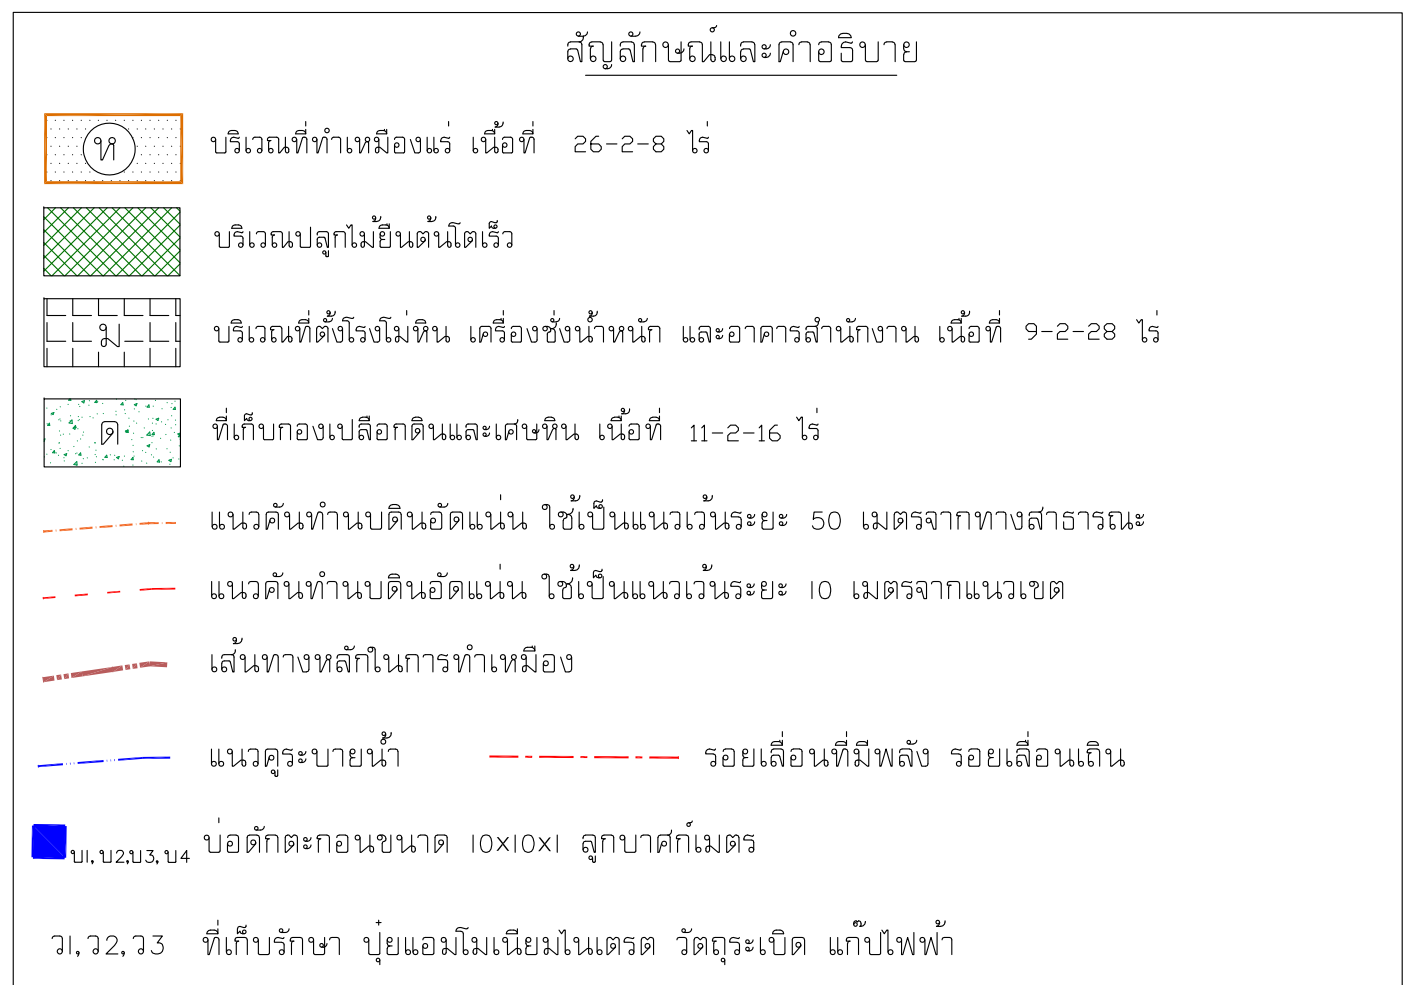 สัญลักษณ์และคำอธิบาย
ห บริเวณที่ทำเหมืองแร่ เนื้อที่ 26-2-8 ไร่
บริเวณปลูกไม้ยืนต้นโตเร็ว
ม บริเวณที่ตั้งโรงโม่หิน เครื่องชั่งน้ำหนัก และอาคารสำนักงาน เนื้อที่ 9-2-28 ไร่
ด ที่เก็บกองเปลือกดินและเศษหิน เนื้อที่ 11-2-16 ไร่
แนวคันทำนบดินอัดแน่น ใช้เป็นแนวเว้นระยะ 50 เมตรจากทางสาธารณะ
แนวคันทำนบดินอัดแน่น ใช้เป็นแนวเว้นระยะ 10 เมตรจากแนวเขต
เส้นทางหลักในการทำเหมือง
แนวคูระบายน้ำ รอยเลื่อนที่มีพลัง รอยเลื่อนเถิน
บ1, บ2,บ3, บ4 บ่อดักตะกอนขนาด 10x10x1 ลูกบาศก์เมตร
ว1, ว2, ว3 ที่เก็บรักษา ปุ๋ยแอมโมเนียมไนเตรต วัตถุระเบิด แก๊ปไฟฟ้า